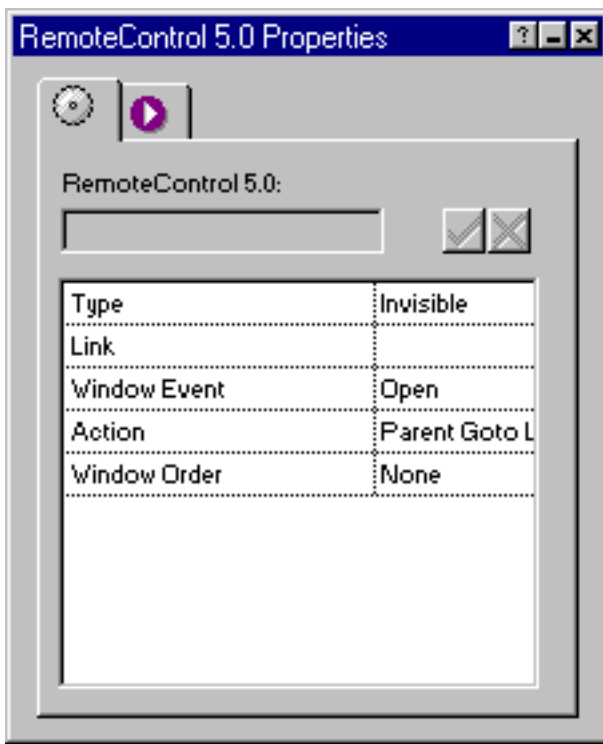 RemoteControl 5.0 Properties
RemoteControl 5.0:
Type Invisible
Link
Window Event Open
Action Parent Goto L
Window Order None